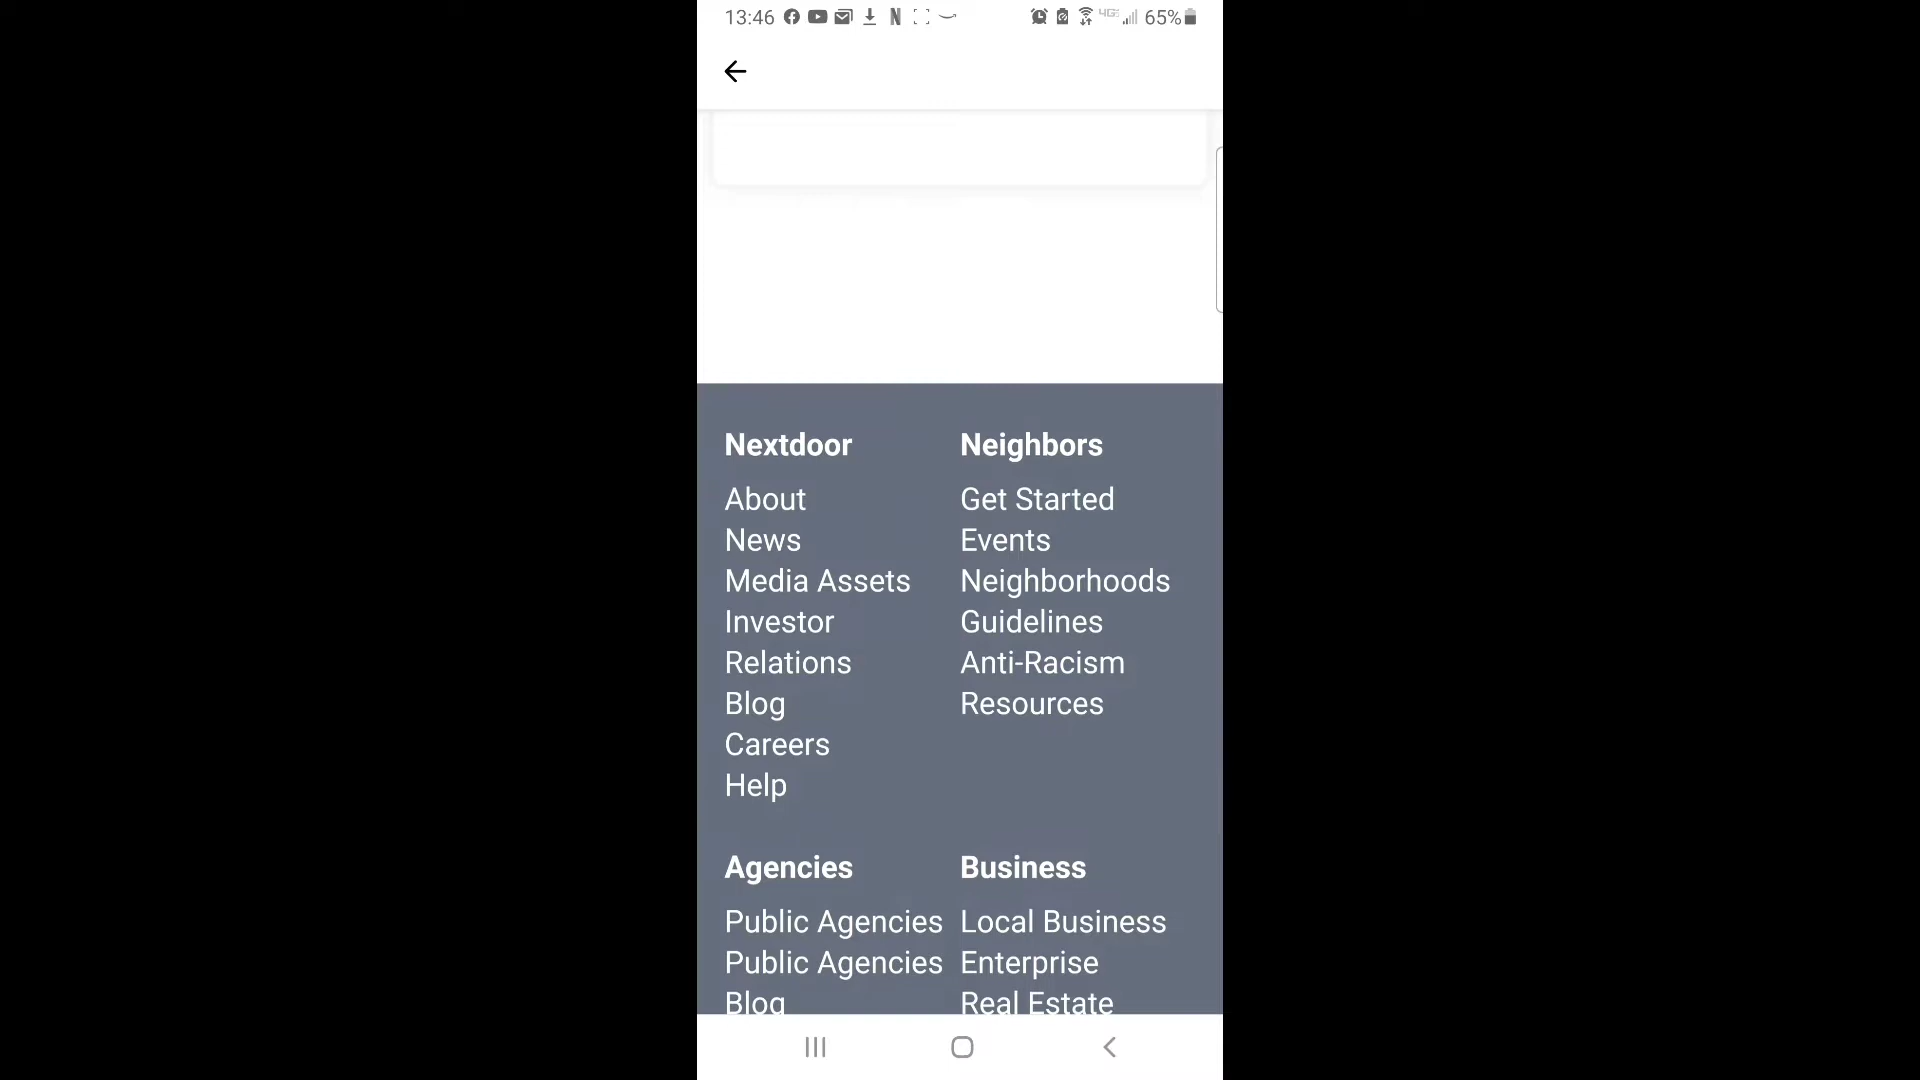 13:46 65%
Nextdoor
About
News
Media Assets
Investor
Relations
Blog
Careers
Help
Neighbors
Get Started
Events
Neighborhoods
Guidelines
Anti-Racism
Resources
Agencies
Public Agencies
Public Agencies
Blog
Business
Local Business
Enterprise
Real Estate